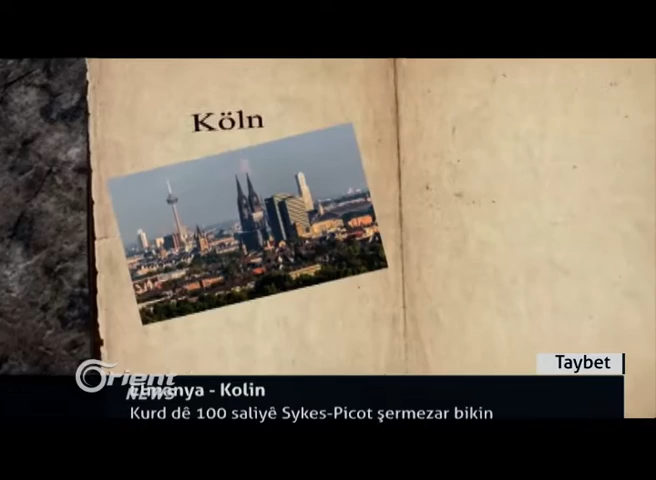 Köln
Taybet
Orient
NEWS
- Kolin
Kurd dê 100 saliyê Sykes-Picot şermezar bikin